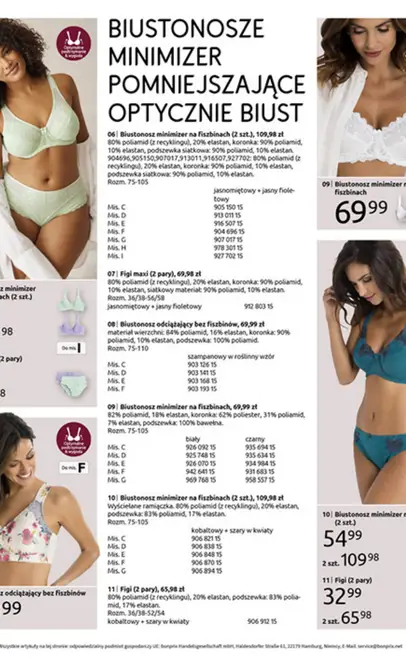 BIUSTONOSZE
MINIMIZER
POMNIEJSZAJĄCE
OPTYCZNIE BIUST
06 | Biustonosz minimizer na fiszbinach (2 szt.), 109,98 zł
80% poliamid (z recyklingu), 20% elastan, koronka: 90% poliamid,
10% elastan, podszewka siatkowa: 90% poliamid, 10% elastan.
904696,905150,907017,913011,916507,927702: 80% poliamid (z
recyklingu), 20% elastan, koronka: 90% poliamid, 10% elastan,
podszewka siatkowa: 90% poliamid, 10% elastan.
Rozm. 75-105
jasnomiętowy + jasny fiole-
towy
Mis. C 905 150 15
Mis. D 913 011 15
Mis. E 916 507 15
Mis. F 904 696 15
Mis. G 907 017 15
Mis. H 978 301 15
Mis. I 927 702 15
07 | Figi maxi (2 pary), 69,98 zł
80% poliamid (z recyklingu), 20% elastan, koronka: 90% poliamid,
10% elastan, siatkowy materiał: 90% poliamid, 10% elastan.
Rozm. 36/38-56/58
jasnomiętowy + jasny fioletowy 912 803 15
08 | Biustonosz odciążający bez fiszbinów, 69,99 zł
materiał wierzchni: 84% poliamid, 16% elastan, koronka: 90%
poliamid, 10% elastan, podszewka: 100% poliamid.
Rozm. 75-110
szampanowy w roślinny wzór
Mis. C 903 126 15
Mis. D 903 141 15
Mis. E 903 168 15
Mis. F 903 193 15
09 | Biustonosz minimizer na fiszbinach, 69,99 zł
82% poliamid, 18% elastan, koronka: 62% poliester, 31% poliamid,
7% elastan, podszewka: 100% bawełna.
Rozm. 75-105
biały czarny
Mis. C 926 092 15 935 694 15
Mis. D 925 748 15 935 634 15
Mis. E 926 070 15 934 984 15
Mis. F 942 641 15 931 683 15
Mis. G 969 768 15 958 557 15
10 | Biustonosz minimizer na fiszbinach (2 szt.), 109,98 zł
Wyścielane ramiączka. 80% poliamid (z recyklingu), 20% elastan,
podszewka: 83% poliamid, 17% elastan.
Rozm. 75-105
kobaltowy + szary w kwiaty
Mis. C 906 821 15
Mis. D 906 838 15
Mis. E 906 848 15
Mis. F 906 870 15
Mis. G 906 894 15
11 | Figi (2 pary), 65,98 zł
80% poliamid (z recyklingu), 20% elastan, podszewka: 83% polia-
mid, 17% elastan.
Rozm. 36/38-52/54
kobaltowy + szary w kwiaty 906 912 15
Optymalne
podtrzymanie
& wygoda
z minimizer
ach (2 szt.)
98
Do mis. I
(2 pary)
8
Optymalne
podtrzymanie
& wygoda
Do mis. F
z odciążający bez fiszbinów
99
09 | Biustonosz minimizer n
fiszbinach
6999
10 | Biustonosz minimizer n
(2 szt.)
5499
2 szt. 10998
11 | Figi (2 pary)
3299
2 szt. 6598
Wszystkie artykuły na tej stronie: odpowiedzialny podmiot gospodarczy UE: bonprix Handelsgesellschaft mbH, Haldesdorfer Straße 61, 22179 Hamburg, Niemcy. E-Mail: service@bonprix.net